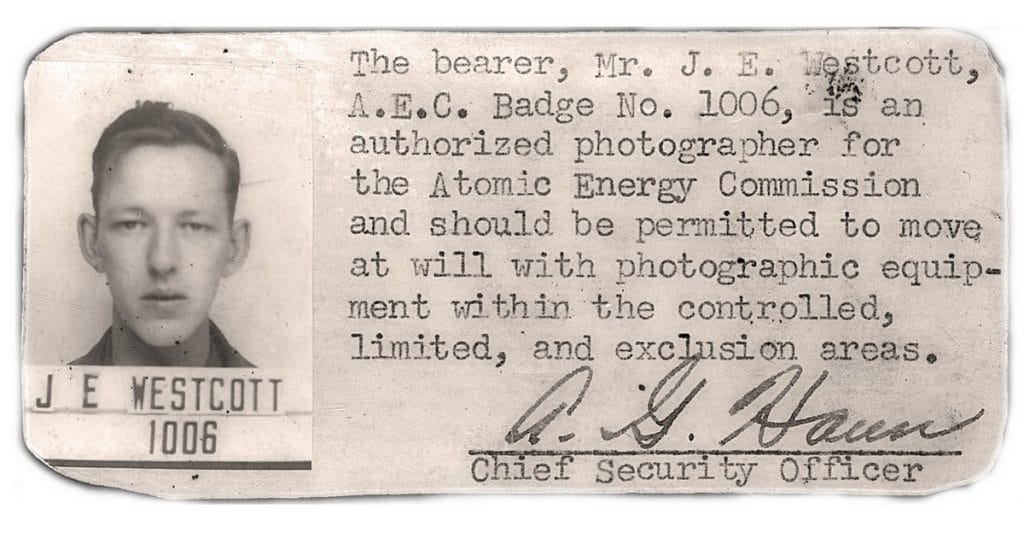 J E WESTCOTT
1006
The bearer, Mr. J. E. Westcott,
A.E.C. Badge No. 1006, is an
authorized photographer for
the Atomic Energy Commission
and should be permitted to move
at will with photographic equip-
ment within the controlled,
limited, and exclusion areas.
A. G. Haun
Chief Security Officer